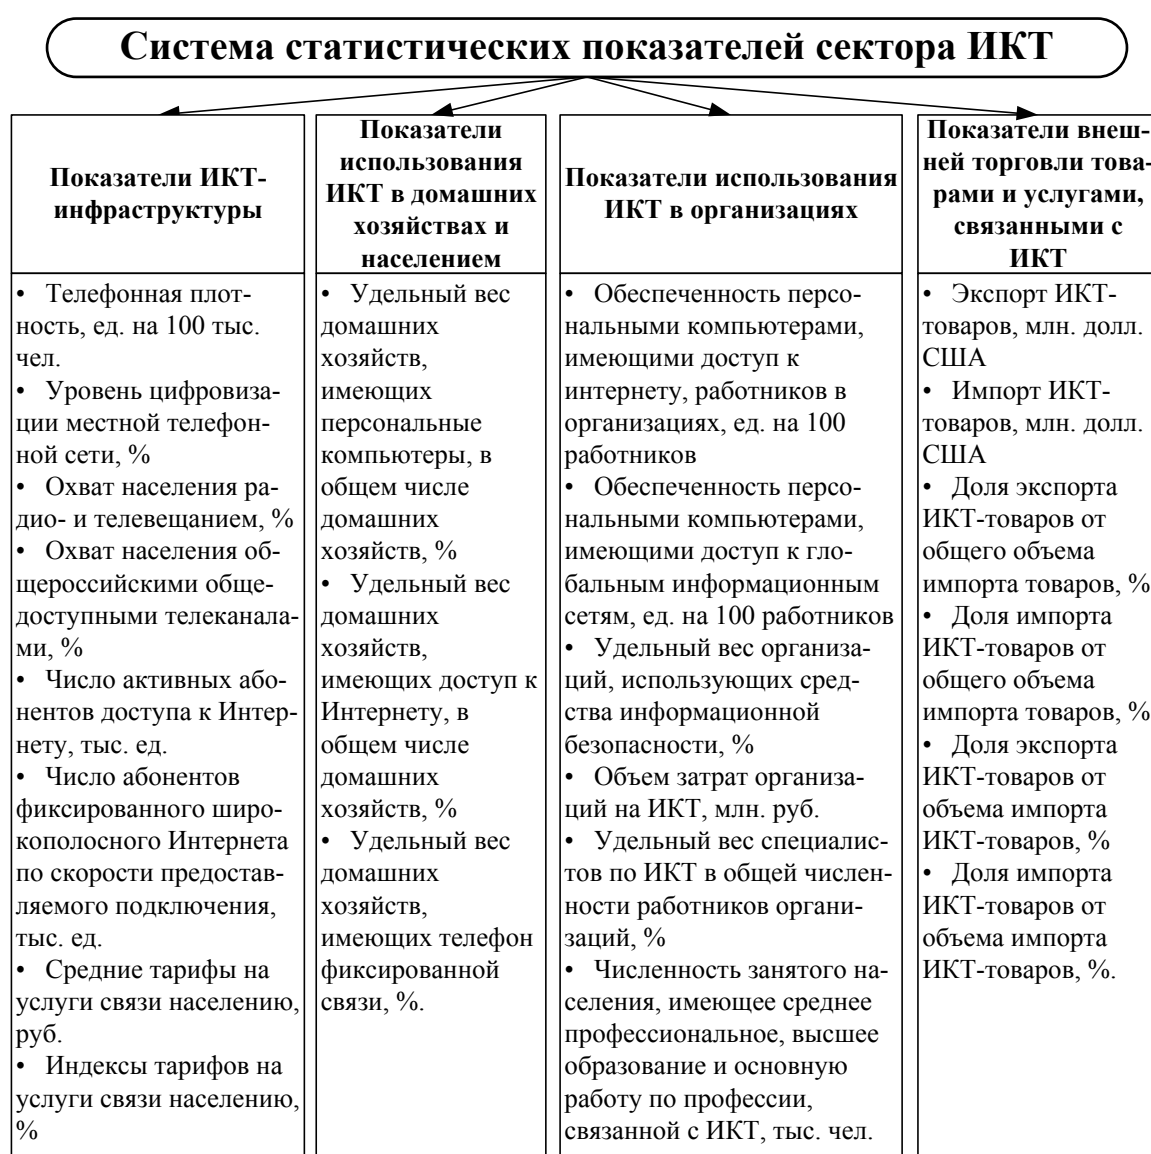 Система статистических показателей сектора ИКТ
Показатели ИКТ-
инфраструктуры
• Телефонная плот-
ность, ед. на 100 тыс.
чел.
• Уровень цифровиза-
ции местной телефон-
ной сети, %
• Охват населения ра-
дио- и телевещанием, %
• Охват населения об-
щероссийскими обще-
доступными телеканала-
ми, %
• Число активных або-
нентов доступа к Интер-
нету, тыс. ед.
• Число абонентов
фиксированного широ-
кополосного Интернета
по скорости предостав-
ляемого подключения,
тыс. ед.
• Средние тарифы на
услуги связи населению,
руб.
• Индексы тарифов на
услуги связи населению,
%
Показатели
использования
ИКТ в домашних
хозяйствах и
населением
• Удельный вес
домашних
хозяйств,
имеющих
персональные
компьютеры, в
общем числе
домашних
хозяйств, %
• Удельный вес
домашних
хозяйств,
имеющих доступ к
Интернету, в
общем числе
домашних
хозяйств, %
• Удельный вес
домашних
хозяйств,
имеющих телефон
фиксированной
связи, %.
Показатели использования
ИКТ в организациях
• Обеспеченность персо-
нальными компьютерами,
имеющими доступ к
интернету, работников в
организациях, ед. на 100
работников
• Обеспеченность персо-
нальными компьютерами,
имеющими доступ к гло-
бальным информационным
сетям, ед. на 100 работников
• Удельный вес организа-
ций, использующих сред-
ства информационной
безопасности, %
• Объем затрат организа-
ций на ИКТ, млн. руб.
• Удельный вес специалис-
тов по ИКТ в общей числен-
ности работников органи-
заций, %
• Численность занятого на-
селения, имеющее среднее
профессиональное, высшее
образование и основную
работу по профессии,
связанной с ИКТ, тыс. чел.
Показатели внеш-
ней торговли това-
рами и услугами,
связанными с
ИКТ
• Экспорт ИКТ-
товаров, млн. долл.
США
• Импорт ИКТ-
товаров, млн. долл.
США
• Доля экспорта
ИКТ-товаров от
общего объема
импорта товаров, %
• Доля импорта
ИКТ-товаров от
общего объема
импорта товаров, %
• Доля экспорта
ИКТ-товаров от
объема импорта
ИКТ-товаров, %
• Доля импорта
ИКТ-товаров от
объема импорта
ИКТ-товаров, %.